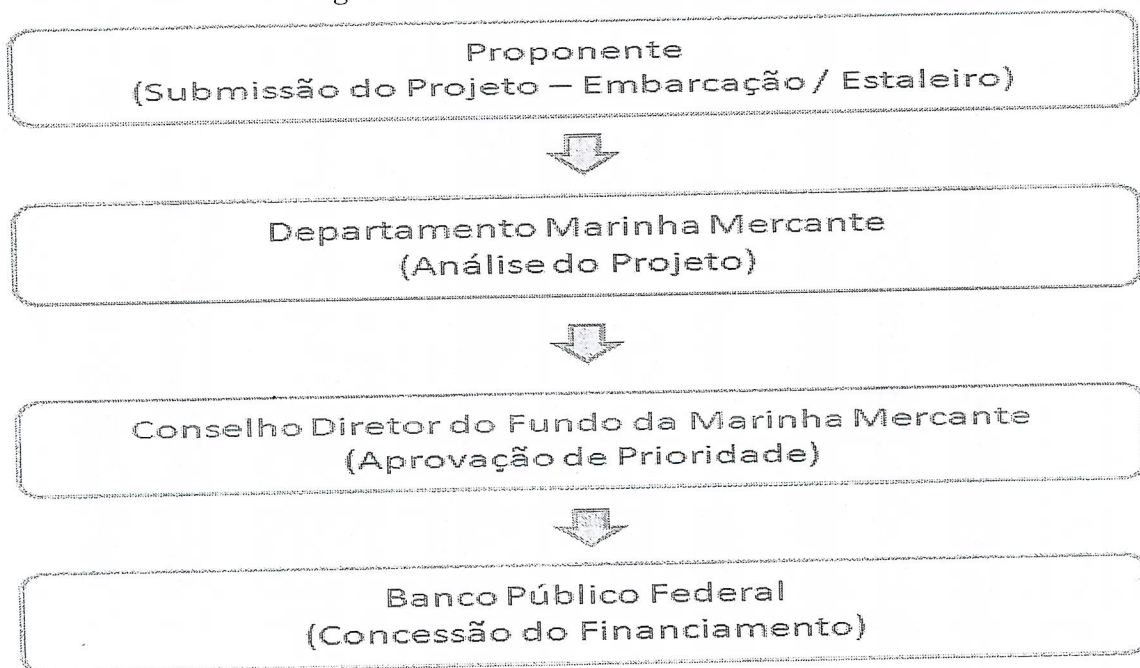 Proponente
(Submissão do Projeto – Embarcação / Estaleiro)
Departamento Marinha Mercante
(Análise do Projeto)
Conselho Diretor do Fundo da Marinha Mercante
(Aprovação de Prioridade)
Banco Público Federal
(Concessão do Financiamento)